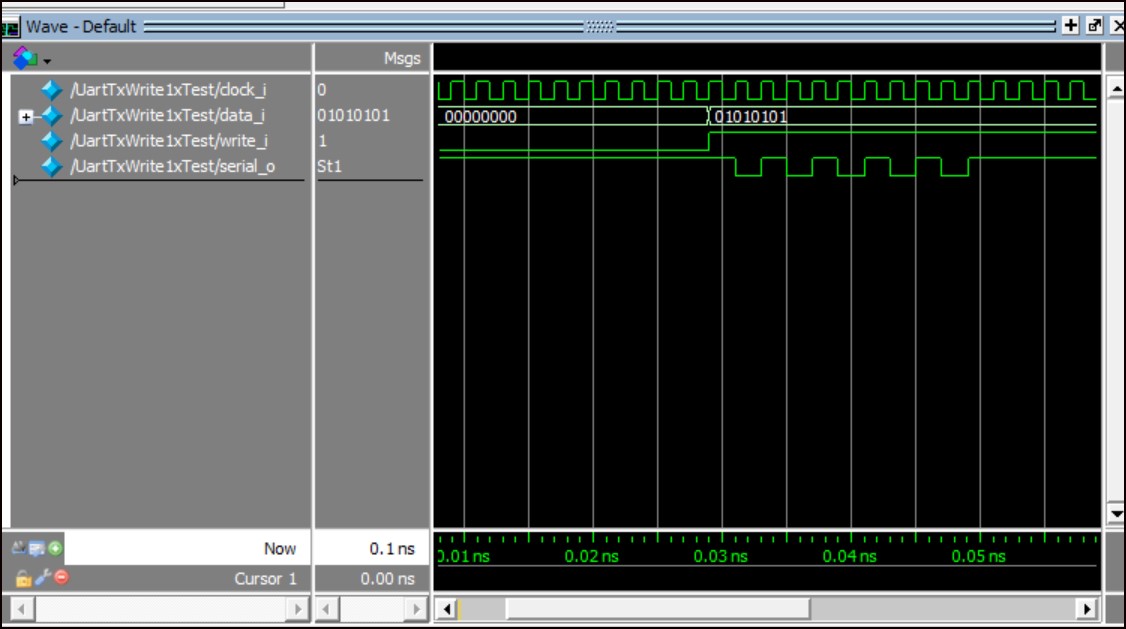 Wave - Default
Msgs
/UartTxWrite1xTest/clock_i 0
/UartTxWrite1xTest/data_i 01010101 00000000 01010101
/UartTxWrite1xTest/write_i 1
/UartTxWrite1xTest/serial_o St1
Now 0.1 ns 0.01 ns 0.02 ns 0.03 ns 0.04 ns 0.05 ns
Cursor 1 0.00 ns